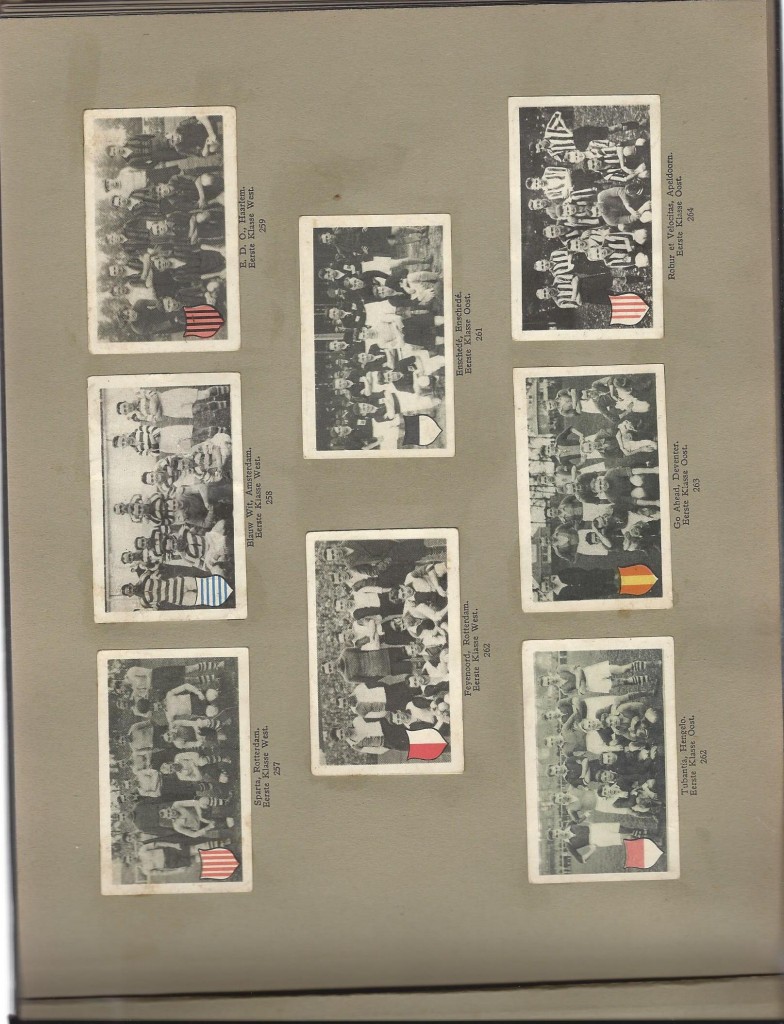 Sparta, Rotterdam.
Eerste Klasse West.
257
Blauw Wit, Amsterdam.
Eerste Klasse West.
258
E. D. O., Haarlem.
Eerste Klasse West.
259
Feyenoord, Rotterdam.
Eerste Klasse West.
262
Enschedé, Enschedé.
Eerste Klasse Oost.
261
Tubantia, Hengelo.
Eerste Klasse Oost.
262
Go Ahead, Deventer.
Eerste Klasse Oost.
263
Robur et Velocitas, Apeldoorn.
Eerste Klasse Oost.
264